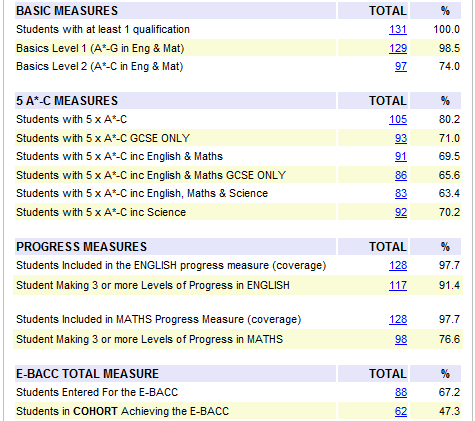 BASIC MEASURES TOTAL %
Students with at least 1 qualification 131 100.0
Basics Level 1 (A*-G in Eng & Mat) 129 98.5
Basics Level 2 (A*-C in Eng & Mat) 97 74.0
5 A*-C MEASURES TOTAL %
Students with 5 x A*-C 105 80.2
Students with 5 x A*-C GCSE ONLY 93 71.0
Students with 5 x A*-C inc English & Maths 91 69.5
Students with 5 x A*-C inc English & Maths GCSE ONLY 86 65.6
Students with 5 x A*-C inc English, Maths & Science 83 63.4
Students with 5 x A*-C inc Science 92 70.2
PROGRESS MEASURES TOTAL %
Students Included in the ENGLISH progress measure (coverage) 128 97.7
Student Making 3 or more Levels of Progress in ENGLISH 117 91.4
Students Included in MATHS Progress Measure (coverage) 128 97.7
Student Making 3 or more Levels of Progress in MATHS 98 76.6
E-BACC TOTAL MEASURE TOTAL %
Students Entered For the E-BACC 88 67.2
Students in COHORT Achieving the E-BACC 62 47.3